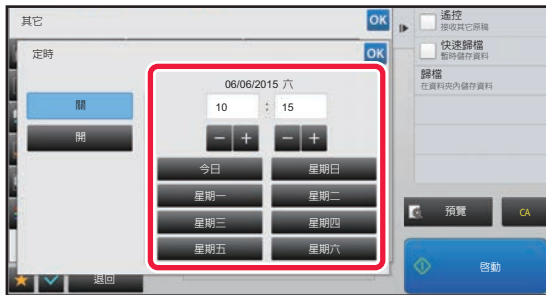 其它
OK
定時
OK
關
開
06/06/2015 六
10 : 15
− +
− +
今日
星期日
星期一
星期二
星期三
星期四
星期五
星期六
退回
遙控
接收其它原稿
快速歸檔
暫時儲存資料
歸檔
在資料夾內儲存資料
預覽
CA
啓動